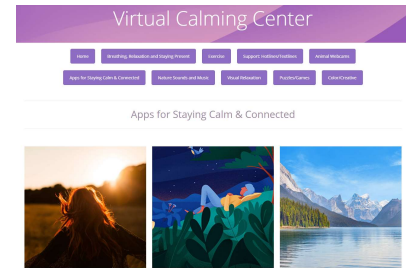 Virtual Calming Center
Home Breathing, Relaxation and Staying Present Exercise Support: Hotlines/Textlines Animal Webcams
Apps for Staying Calm & Connected Nature Sounds and Music Visual Relaxation Puzzles/Games Color/Creative
Apps for Staying Calm & Connected